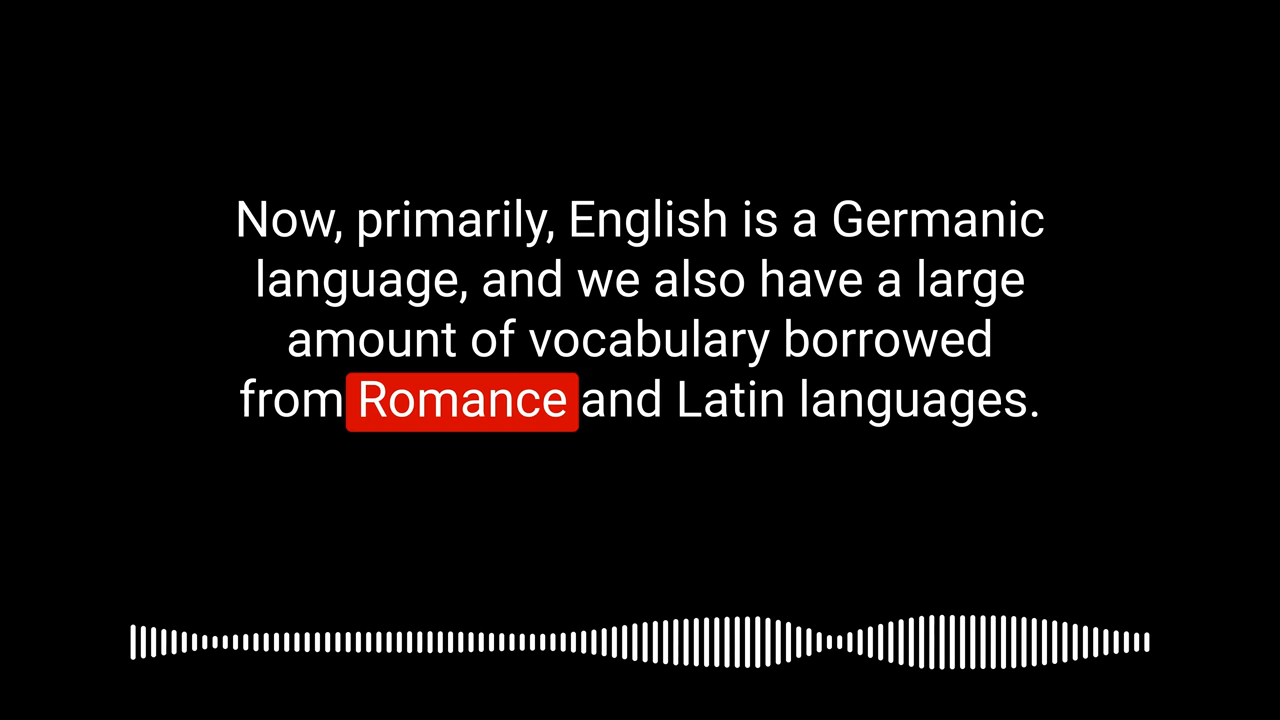 Now, primarily, English is a Germanic
language, and we also have a large
amount of vocabulary borrowed
from Romance and Latin languages.